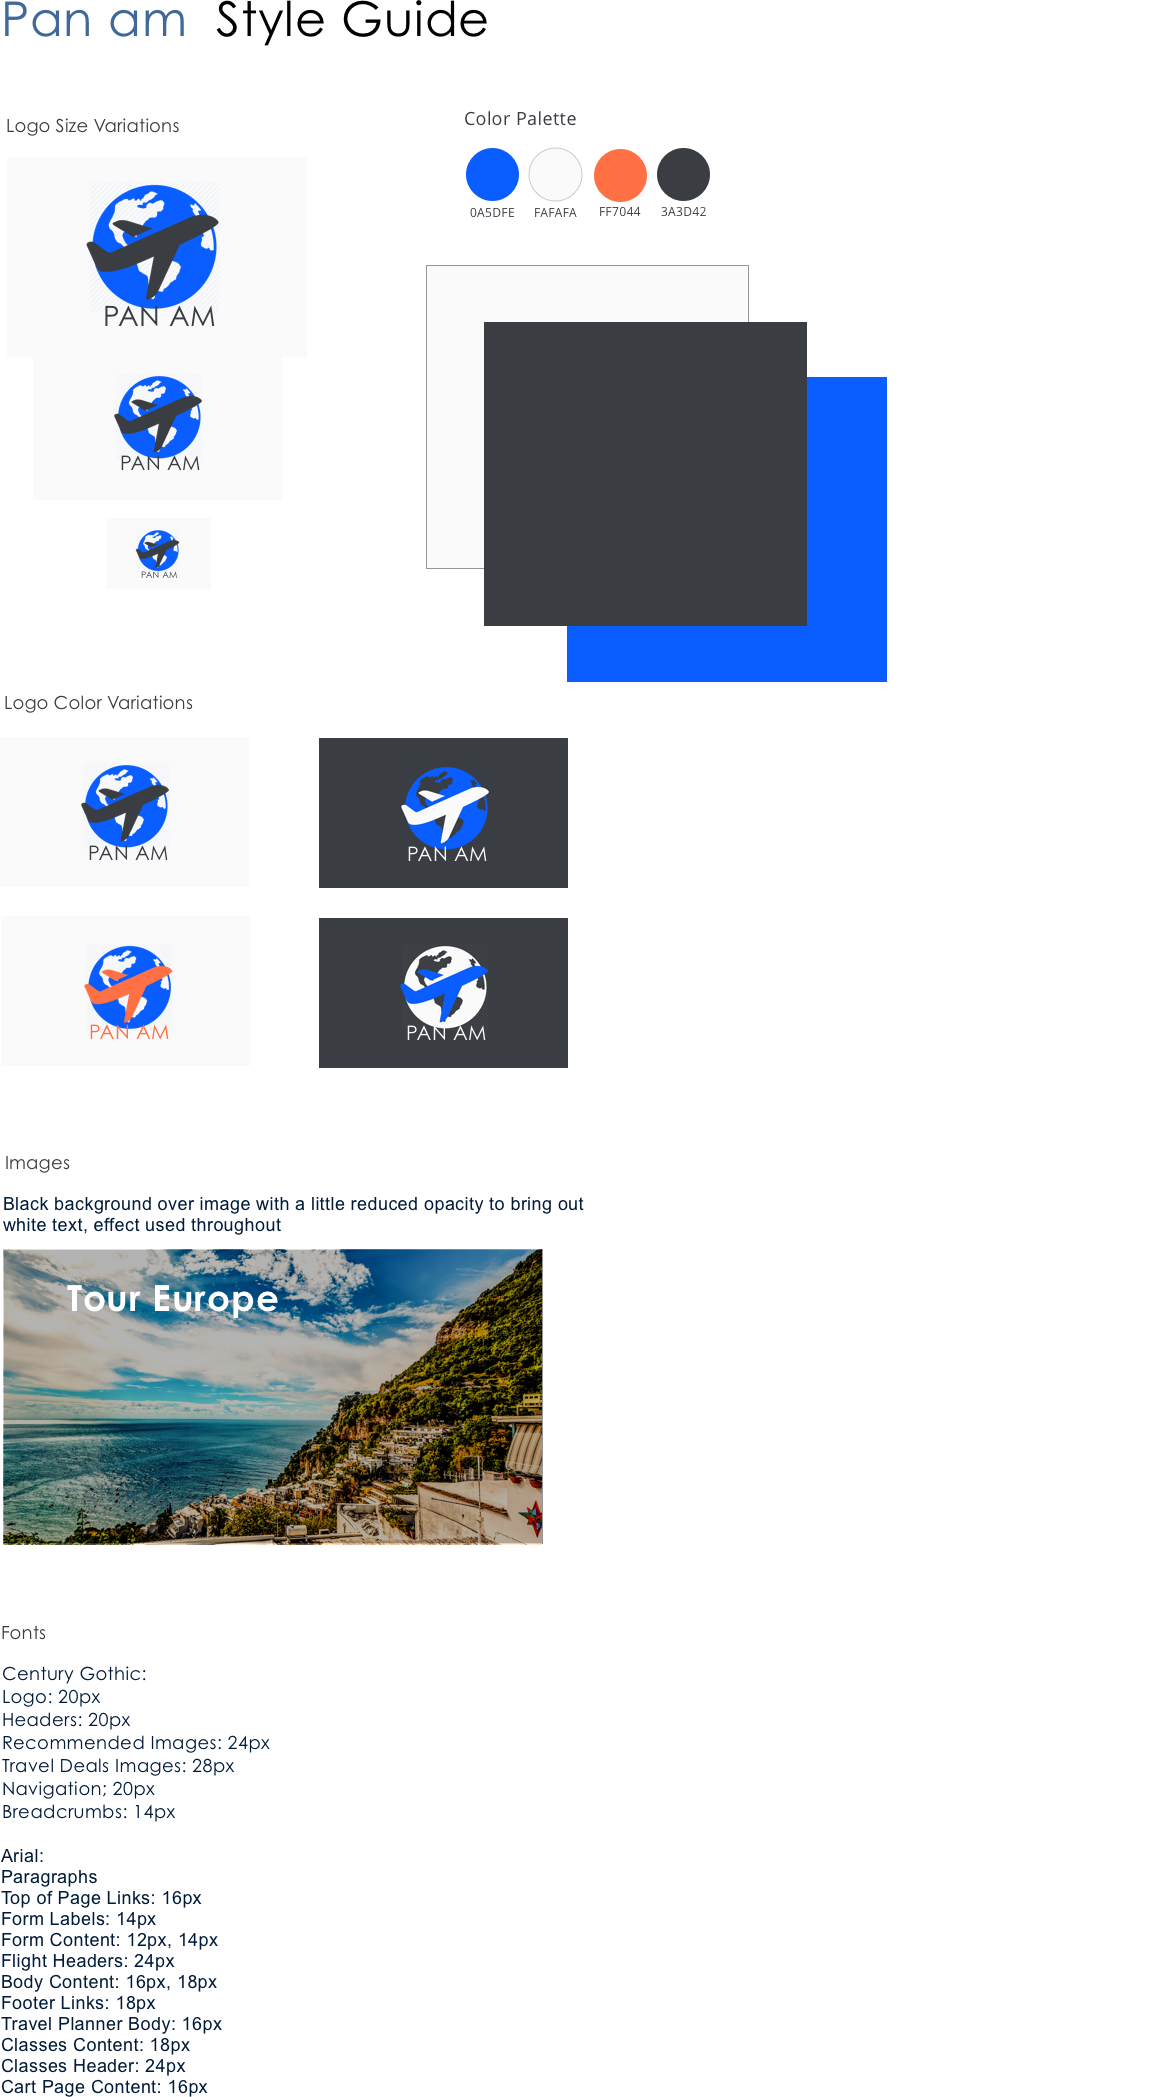 Pan am Style Guide
Logo Size Variations
PAN AM
PAN AM
PAN AM
Color Palette
0A5DFE FAFAFA FF7044 3A3D42
Logo Color Variations
PAN AM
PAN AM
PAN AM
PAN AM
Images
Black background over image with a little reduced opacity to bring out
white text, effect used throughout
Tour Europe
Fonts
Century Gothic:
Logo: 20px
Headers: 20px
Recommended Images: 24px
Travel Deals Images: 28px
Navigation; 20px
Breadcrumbs: 14px
Arial:
Paragraphs
Top of Page Links: 16px
Form Labels: 14px
Form Content: 12px, 14px
Flight Headers: 24px
Body Content: 16px, 18px
Footer Links: 18px
Travel Planner Body: 16px
Classes Content: 18px
Classes Header: 24px
Cart Page Content: 16px